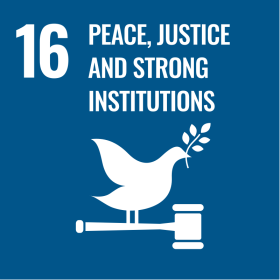 16 PEACE, JUSTICE
AND STRONG
INSTITUTIONS